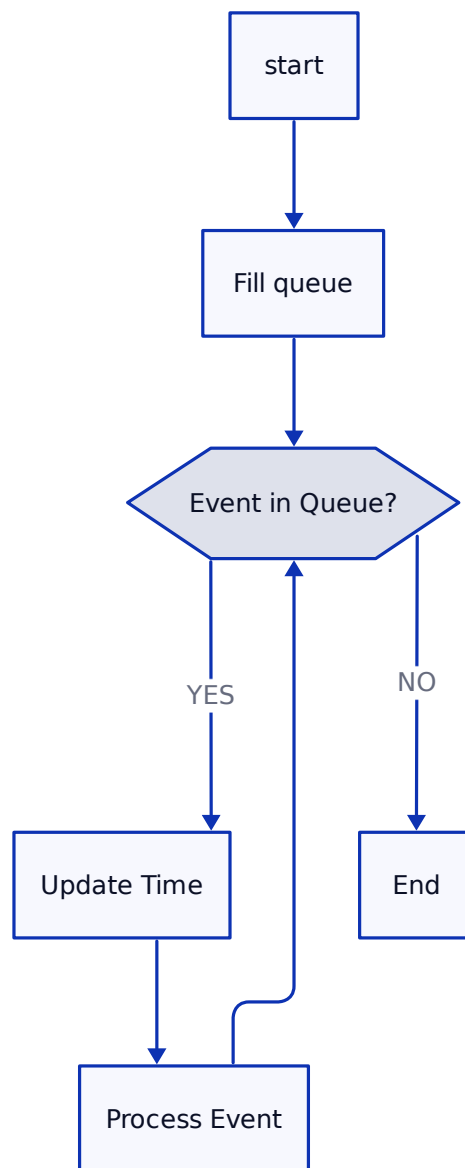 start
Fill queue
Event in Queue?
YES
NO
Update Time
End
Process Event